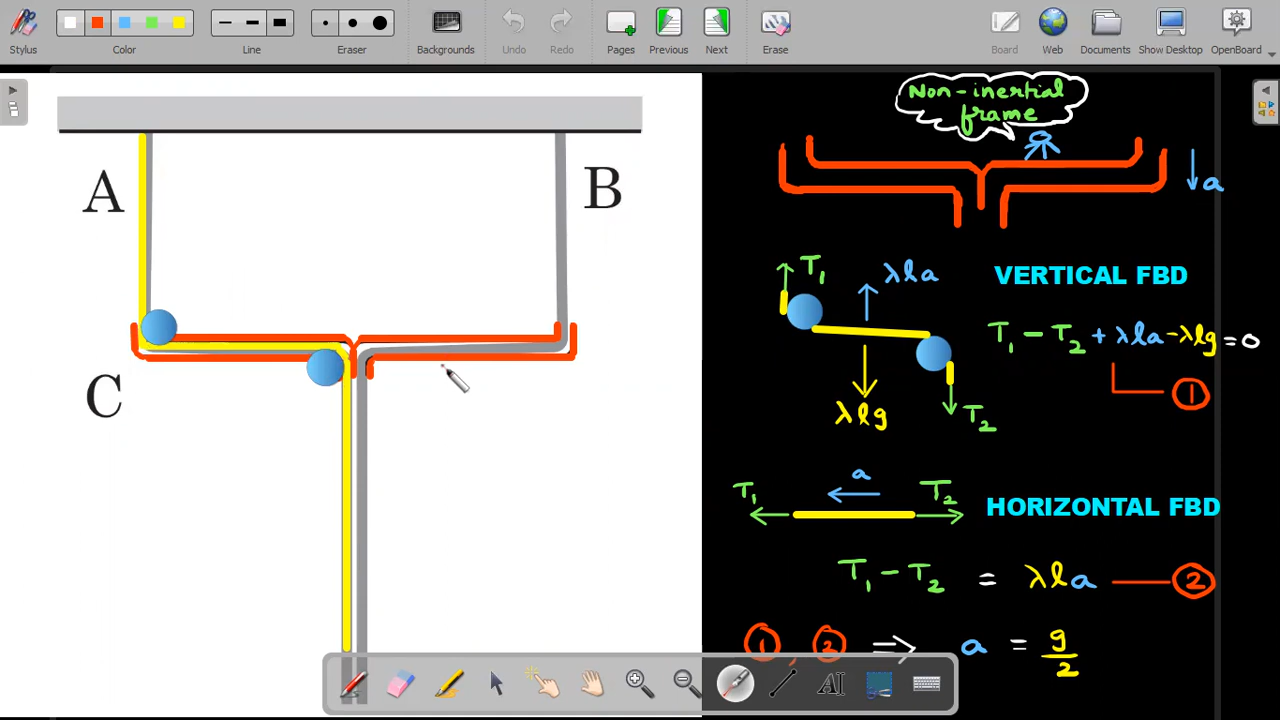 Stylus
Color
Line
Eraser
Backgrounds
Undo
Redo
Pages
Previous
Next
Erase
Board
Web
Documents
Show Desktop
OpenBoard
A
B
C
Non-inertial
frame
a
T₁
λla
VERTICAL FBD
T₁ - T₂ + λla - λlg = 0
1
λlg
T₂
a
T₁
T₂
HORIZONTAL FBD
T₁ - T₂ = λla
2
1, 2 => a = g/2
AI